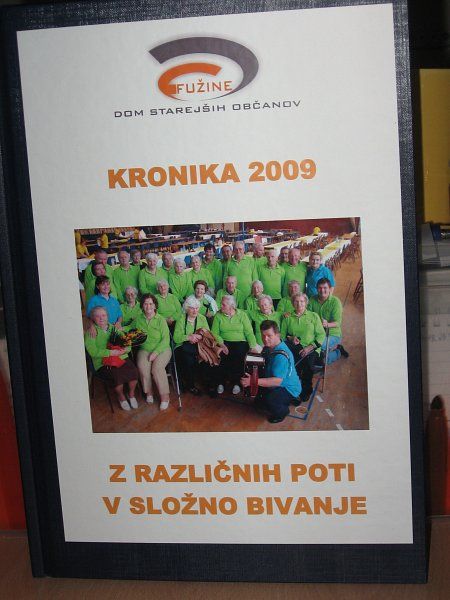 FUŽINE
DOM STAREJŠIH OBČANOV
KRONIKA 2009
Z RAZLIČNIH POTI
V SLOŽNO BIVANJE